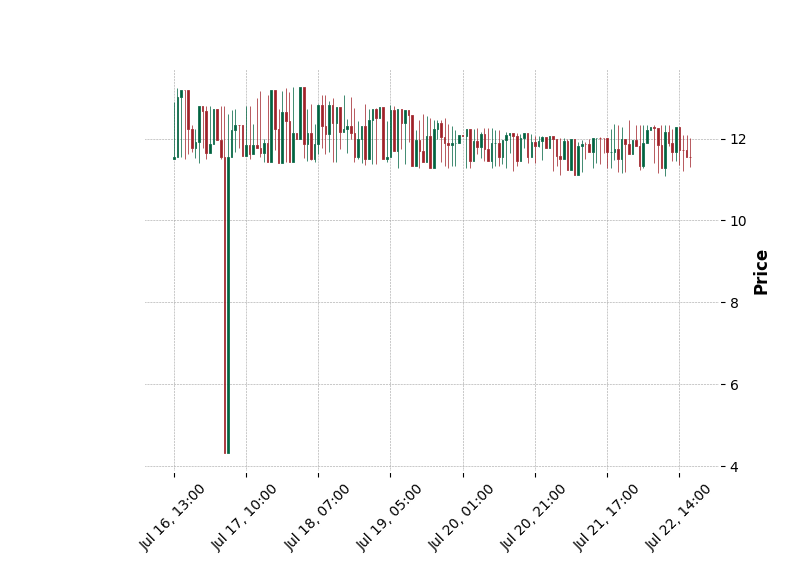 12
10
8
6
4
Price
Jul 16, 13:00
Jul 17, 10:00
Jul 18, 07:00
Jul 19, 05:00
Jul 20, 01:00
Jul 20, 21:00
Jul 21, 17:00
Jul 22, 14:00